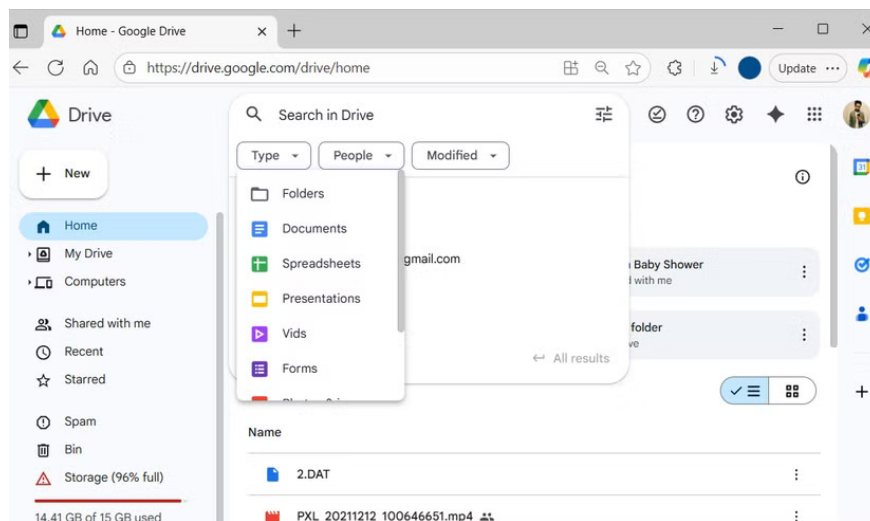 Home - Google Drive
https://drive.google.com/drive/home
Update
Drive
Search in Drive
New
Type
People
Modified
Home
My Drive
Computers
Shared with me
Recent
Starred
Spam
Bin
Storage (96% full)
14.41 GB of 15 GB used
Folders
Documents
Spreadsheets
Presentations
Vids
Forms
gmail.com
Baby Shower
with me
folder
All results
31
Name
2.DAT
PXL_20211212_100646651.mp4